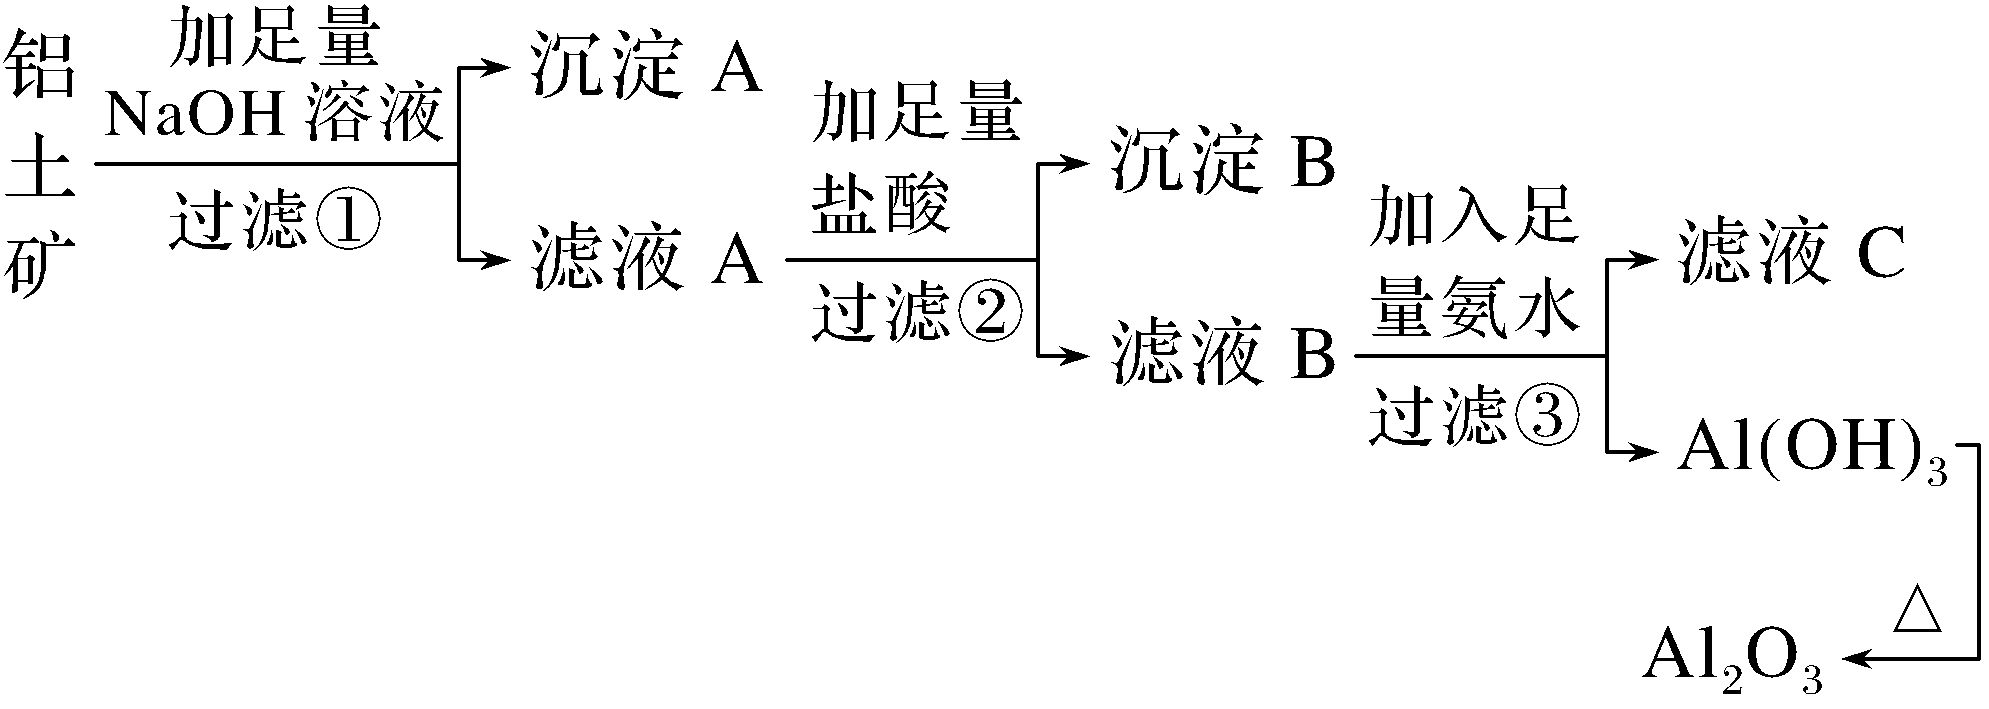 铝土矿
加足量
NaOH 溶液
过滤①
沉淀 A
滤液 A
加足量
盐酸
过滤②
沉淀 B
滤液 B
加入足
量氨水
过滤③
滤液 C
Al(OH)₃
△
Al₂O₃